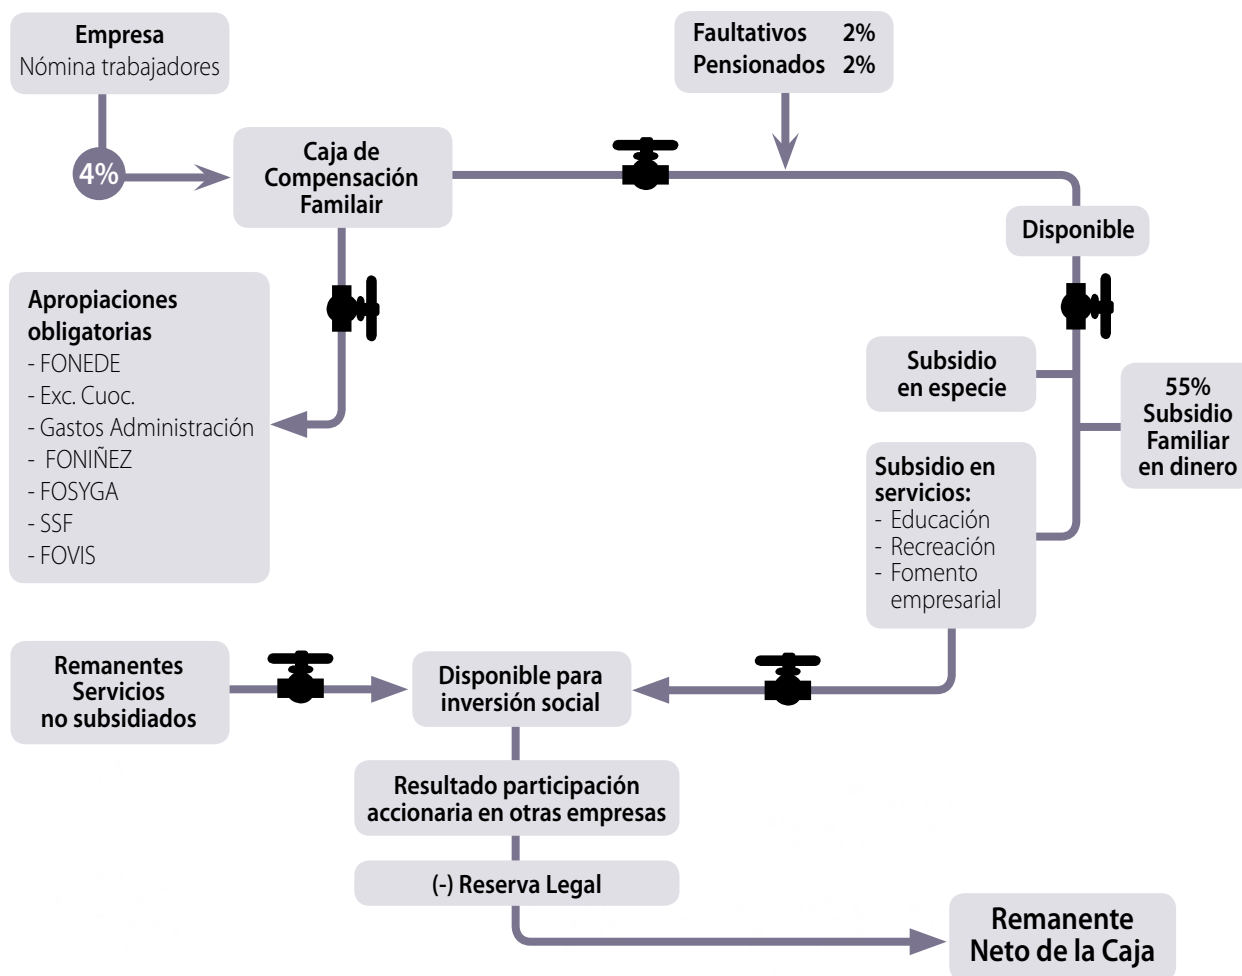 Empresa
Nómina trabajadores
Faultativos 2%
Pensionados 2%
4%
Caja de
Compensación
Familair
Disponible
Apropiaciones
obligatorias
- FONEDE
- Exc. Cuoc.
- Gastos Administración
- FONIÑEZ
- FOSYGA
- SSF
- FOVIS
Subsidio
en especie
55%
Subsidio
Familiar
en dinero
Subsidio en
servicios:
- Educación
- Recreación
- Fomento
empresarial
Remanentes
Servicios
no subsidiados
Disponible para
inversión social
Resultado participación
accionaria en otras empresas
(-) Reserva Legal
Remanente
Neto de la Caja